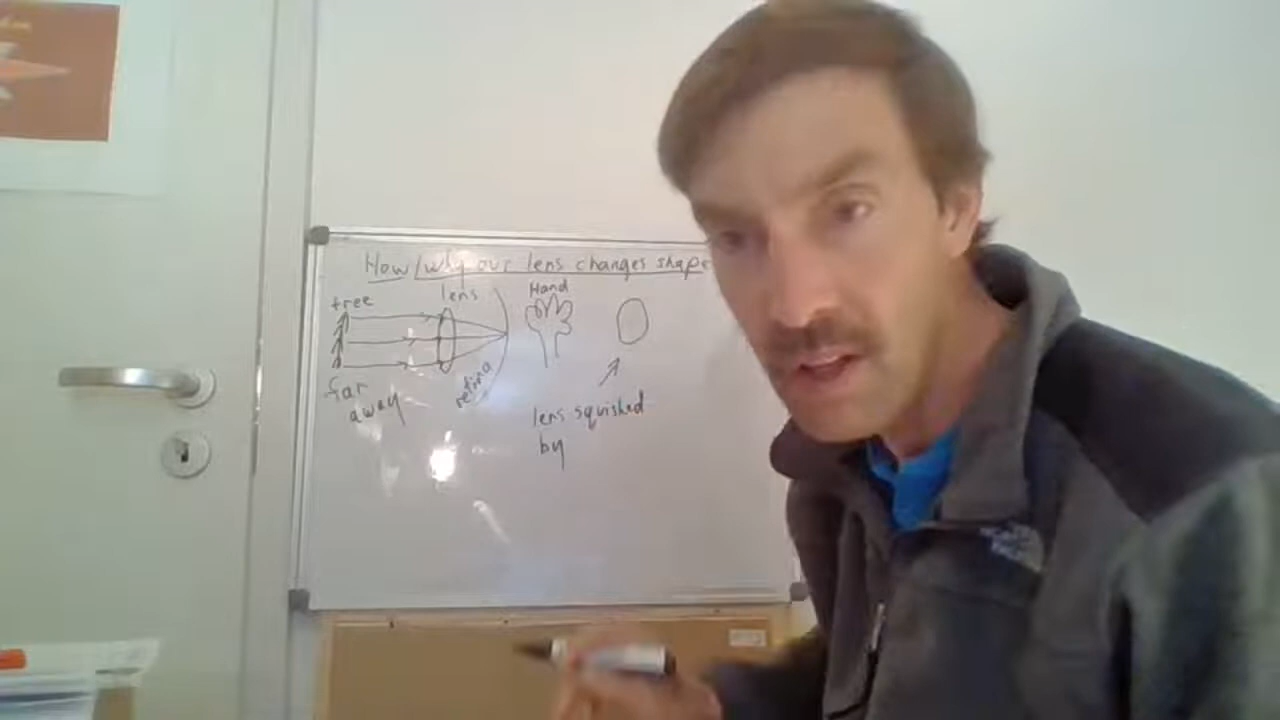 How/why our lens changes shape
tree
lens
Hand
far
away
retina
lens squished
by